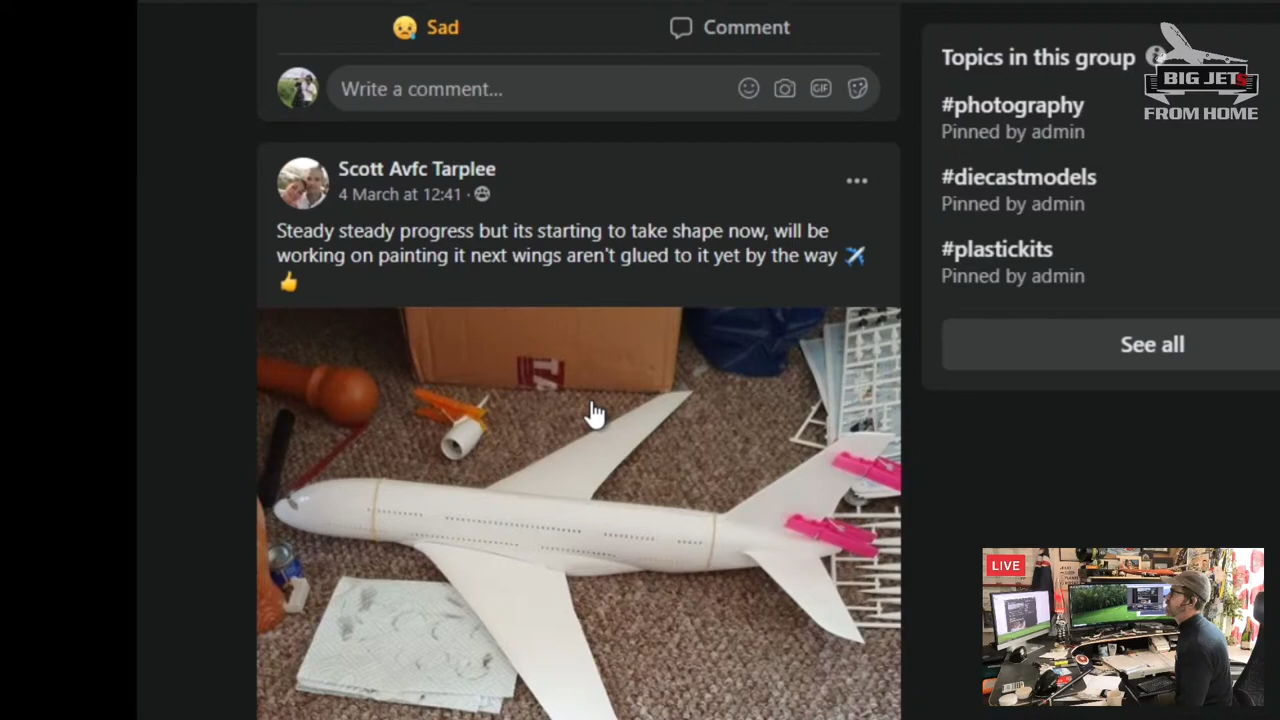 Sad
Comment
Write a comment...
GIF
Scott Avfc Tarplee
4 March at 12:41 ·
Steady steady progress but its starting to take shape now, will be
working on painting it next wings aren't glued to it yet by the way ✈️
👍
Topics in this group
#photography
Pinned by admin
#diecastmodels
Pinned by admin
#plastickits
Pinned by admin
See all
BIG JETS
FROM HOME
LIVE